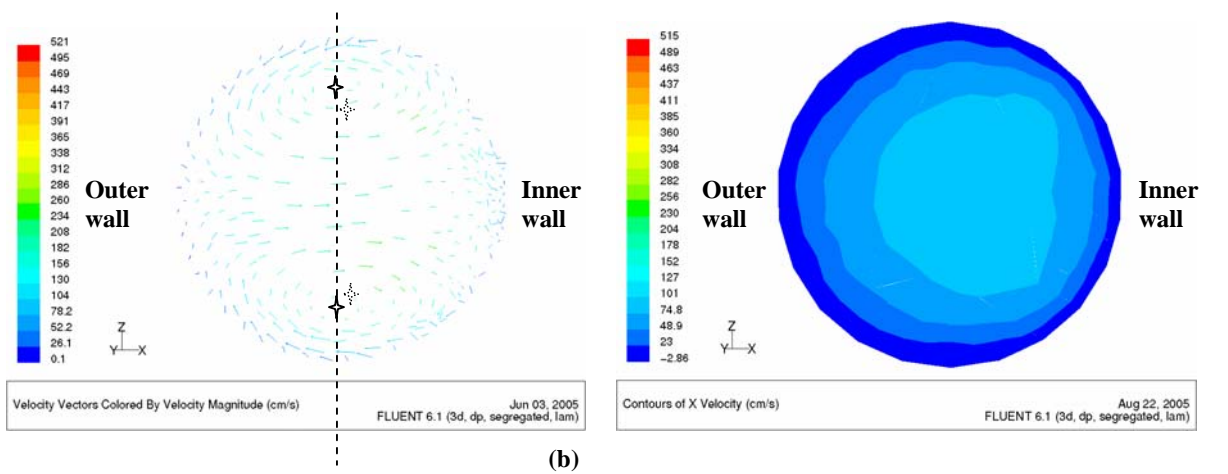 521
495
469
443
417
391
365
338
312
286
260
234
208
182
156
130
104
78.2
52.2
26.1
0.1
Outer
wall
Inner
wall
Z
Y X
Velocity Vectors Colored By Velocity Magnitude (cm/s)
Jun 03, 2005
FLUENT 6.1 (3d, dp, segregated, lam)
515
489
463
437
411
385
360
334
308
282
256
230
204
178
152
127
101
74.8
48.9
23
−2.86
Outer
wall
Inner
wall
Z
Y X
Contours of X Velocity (cm/s)
Aug 22, 2005
FLUENT 6.1 (3d, dp, segregated, lam)
(b)